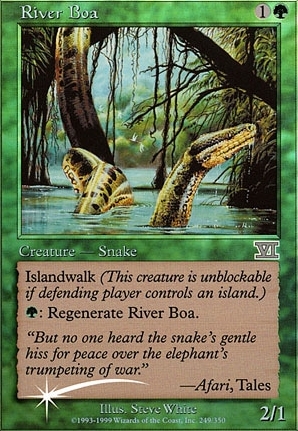 River Boa 1
Creature — Snake VI
Islandwalk (This creature is unblockable
if defending player controls an island.)
: Regenerate River Boa.
“But no one heard the snake's gentle
hiss for peace over the elephant's
trumpeting of war.”
—Afari, Tales
Illus. Steve White
©1993-1999 Wizards of the Coast, Inc. 249/350
2/1